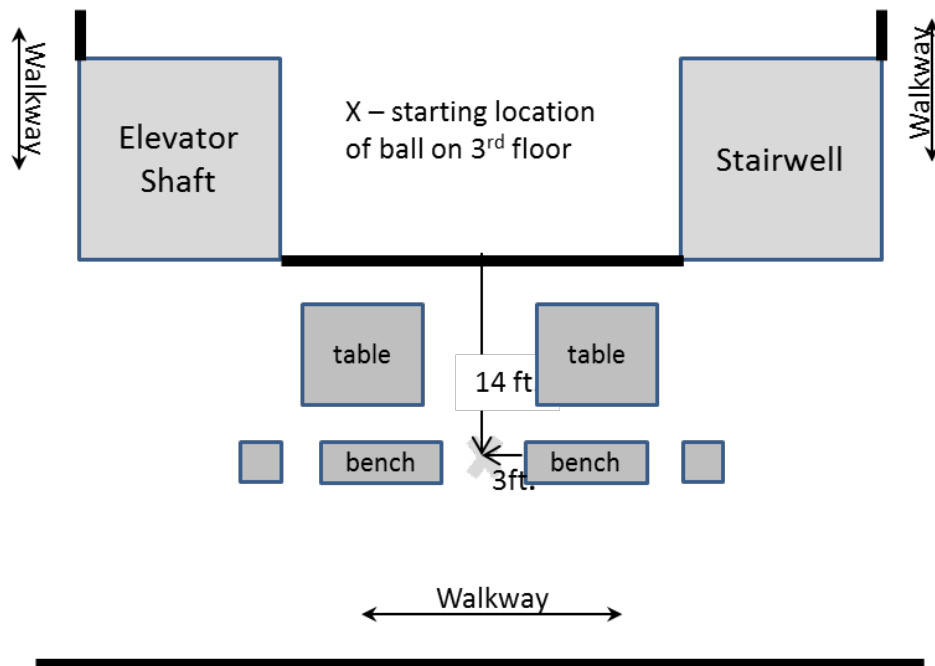 Walkway
Walkway
X – starting location
of ball on 3rd floor
Elevator
Shaft
Stairwell
table
table
14 ft.
bench
bench
3ft.
Walkway